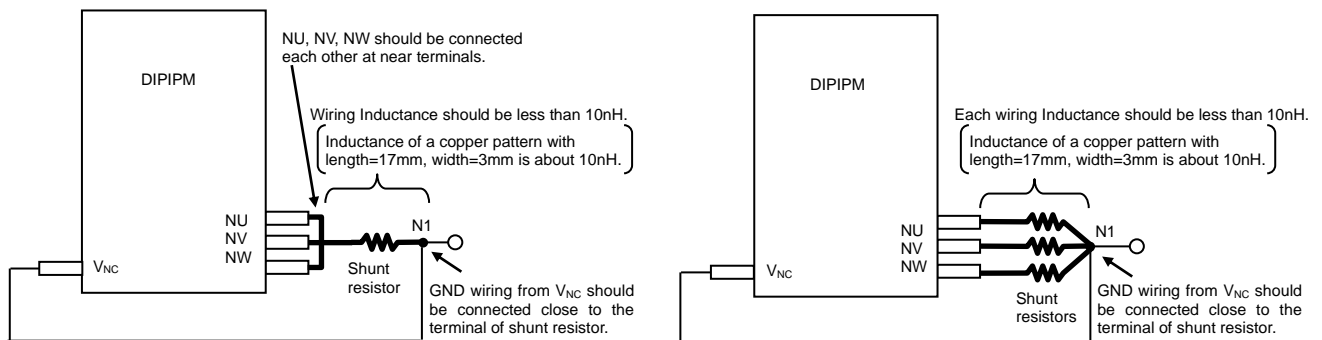 NU, NV, NW should be connected
each other at near terminals.
DIPIPM
Wiring Inductance should be less than 10nH.
Inductance of a copper pattern with
length=17mm, width=3mm is about 10nH.
NU
NV
NW
N1
VNC
Shunt
resistor
GND wiring from VNC should
be connected close to the
terminal of shunt resistor.
DIPIPM
Each wiring Inductance should be less than 10nH.
Inductance of a copper pattern with
length=17mm, width=3mm is about 10nH.
NU
NV
NW
N1
VNC
Shunt
resistors
GND wiring from VNC should
be connected close to the
terminal of shunt resistor.